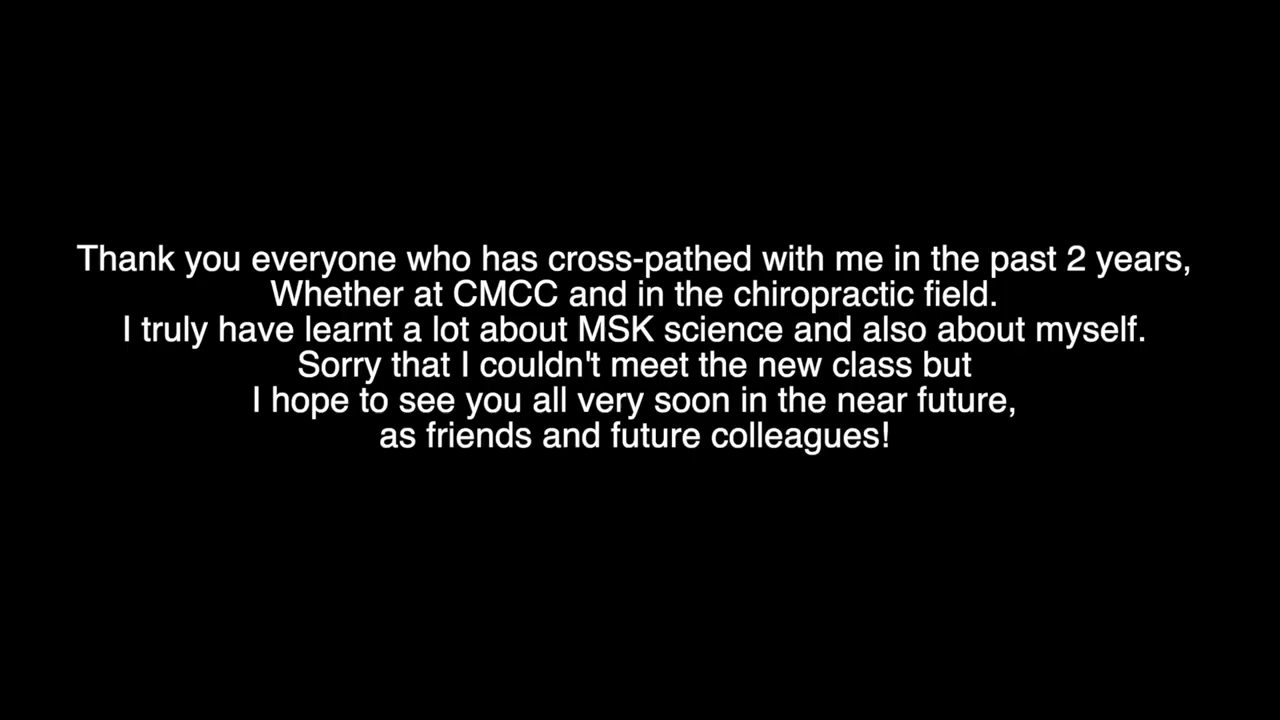 Thank you everyone who has cross-pathed with me in the past 2 years,
Whether at CMCC and in the chiropractic field.
I truly have learnt a lot about MSK science and also about myself.
Sorry that I couldn't meet the new class but
I hope to see you all very soon in the near future,
as friends and future colleagues!